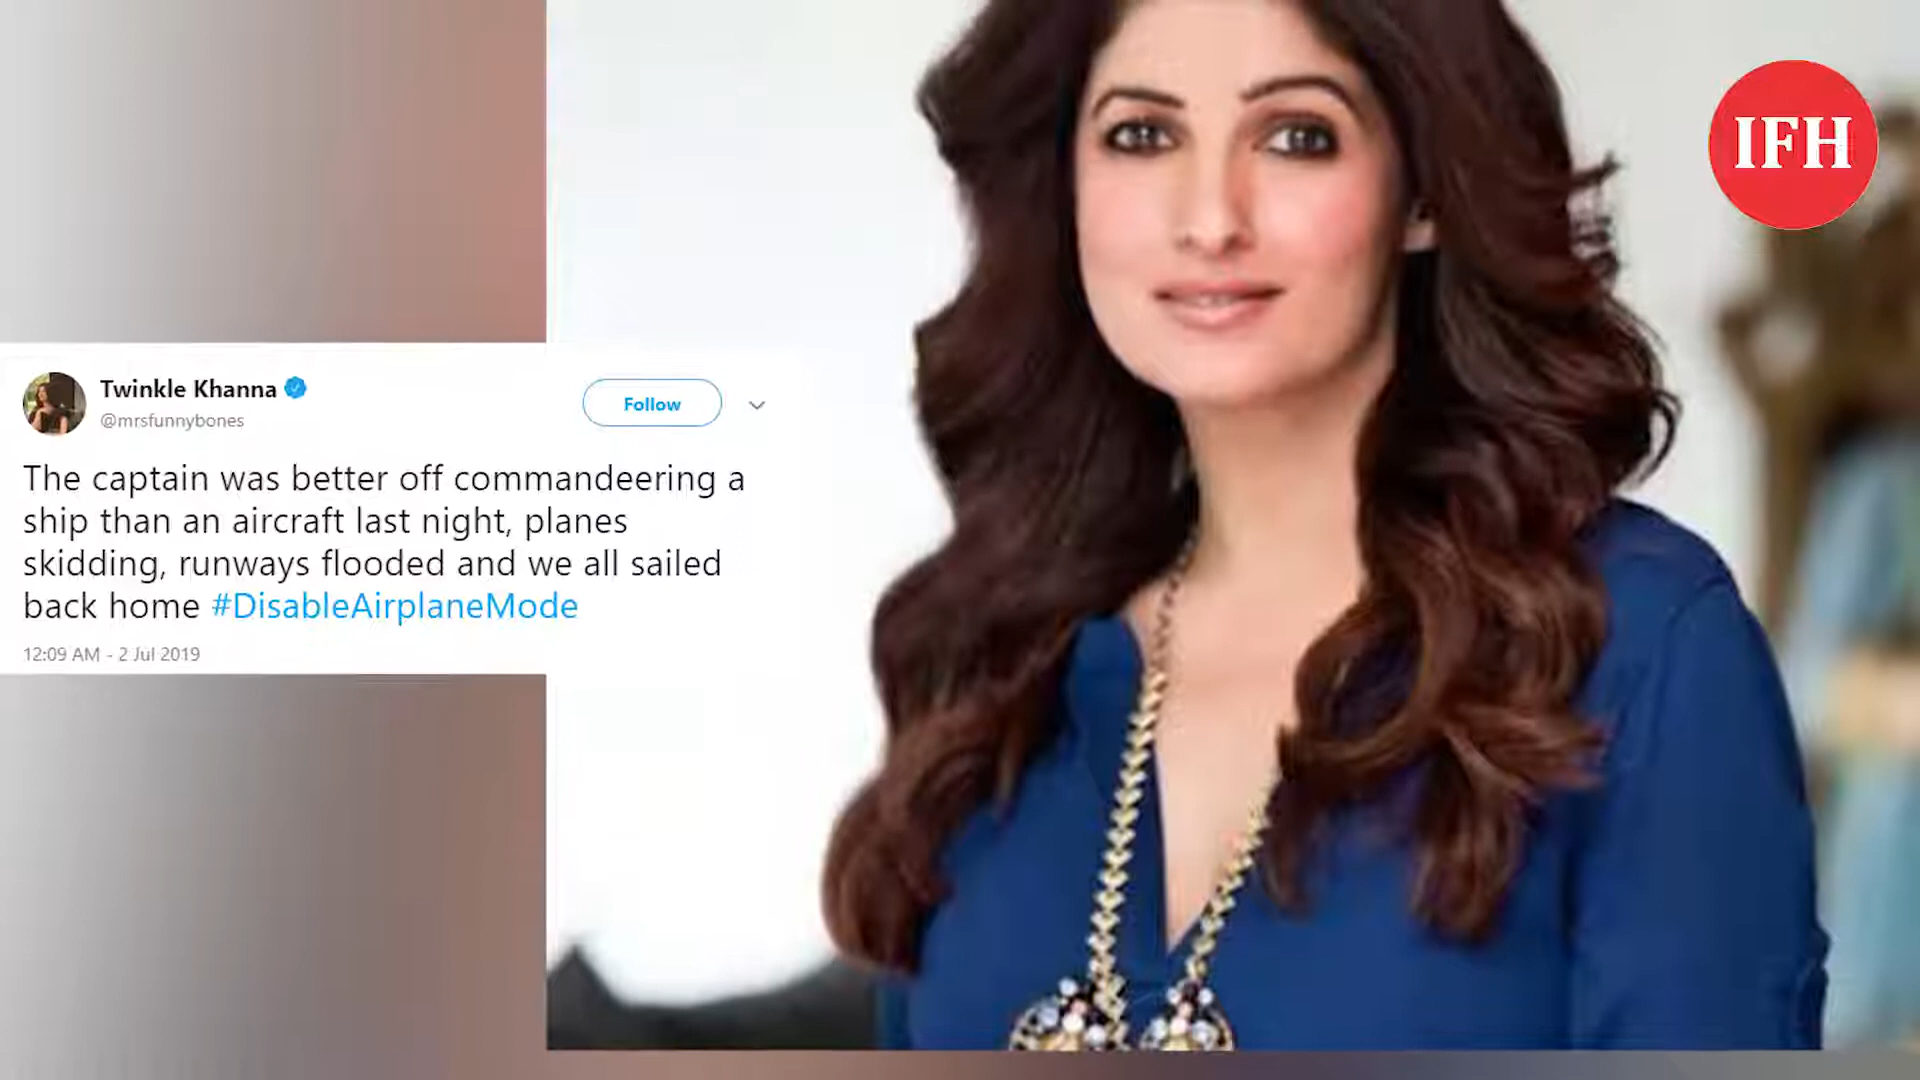 IFH
Twinkle Khanna
@mrsfunnybones
Follow
The captain was better off commandeering a
ship than an aircraft last night, planes
skidding, runways flooded and we all sailed
back home #DisableAirplaneMode
12:09 AM - 2 Jul 2019